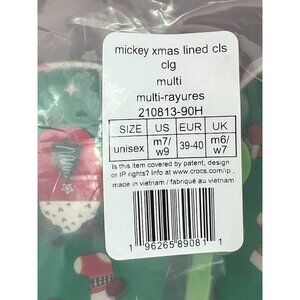 mickey xmas lined cls
clg
multi
multi-rayures
210813-90H
SIZE US EUR UK
unisex m7/ w9 39-40 m6/ w7
Is this item covered by patent, design
or IP rights? Info at www.crocs.com/ip.
made in vietnam / fabriqué au vietnam
1 96265 89081 1